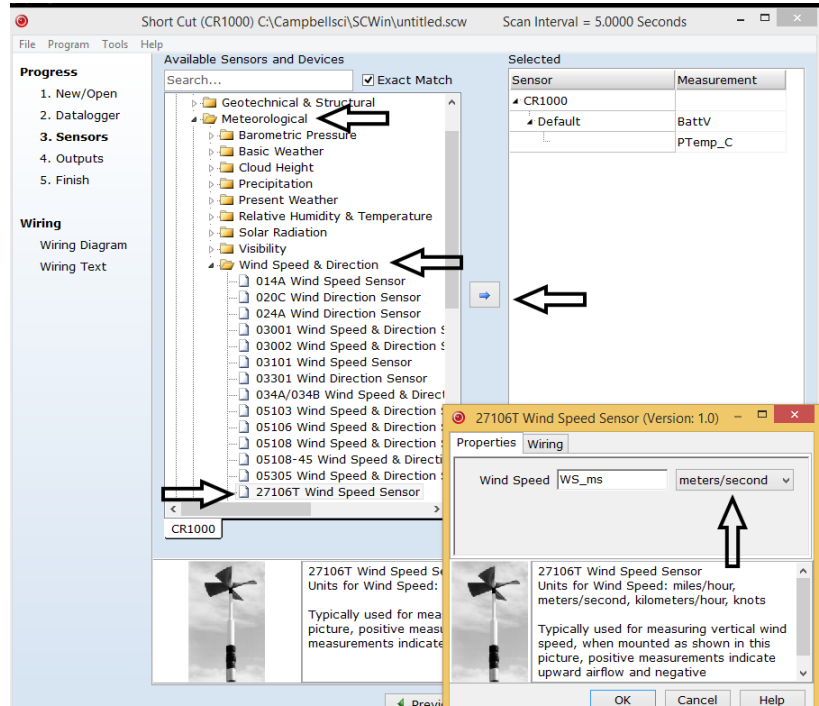 Short Cut (CR1000) C:\Campbellsci\SCWin\untitled.scw Scan Interval = 5.0000 Seconds
File Program Tools Help
Progress
1. New/Open
2. Datalogger
3. Sensors
4. Outputs
5. Finish
Wiring
Wiring Diagram
Wiring Text
Available Sensors and Devices
Search...
Exact Match
Geotechnical & Structural
Meteorological
Barometric Pressure
Basic Weather
Cloud Height
Precipitation
Present Weather
Relative Humidity & Temperature
Solar Radiation
Visibility
Wind Speed & Direction
014A Wind Speed Sensor
020C Wind Direction Sensor
024A Wind Direction Sensor
03001 Wind Speed & Direction
03002 Wind Speed & Direction
03101 Wind Speed Sensor
03301 Wind Direction Sensor
034A/034B Wind Speed & Direct
05103 Wind Speed & Direction
05106 Wind Speed & Direction
05108 Wind Speed & Direction
05108-45 Wind Speed & Directi
05305 Wind Speed & Direction
27106T Wind Speed Sensor
CR1000
27106T Wind Speed Se
Units for Wind Speed:
Typically used for mea
picture, positive measu
measurements indicate
Previ
Selected
Sensor Measurement
CR1000
Default BattV
PTemp_C
27106T Wind Speed Sensor (Version: 1.0)
Properties Wiring
Wind Speed WS_ms meters/second
27106T Wind Speed Sensor
Units for Wind Speed: miles/hour,
meters/second, kilometers/hour, knots
Typically used for measuring vertical wind
speed, when mounted as shown in this
picture, positive measurements indicate
upward airflow and negative
OK Cancel Help